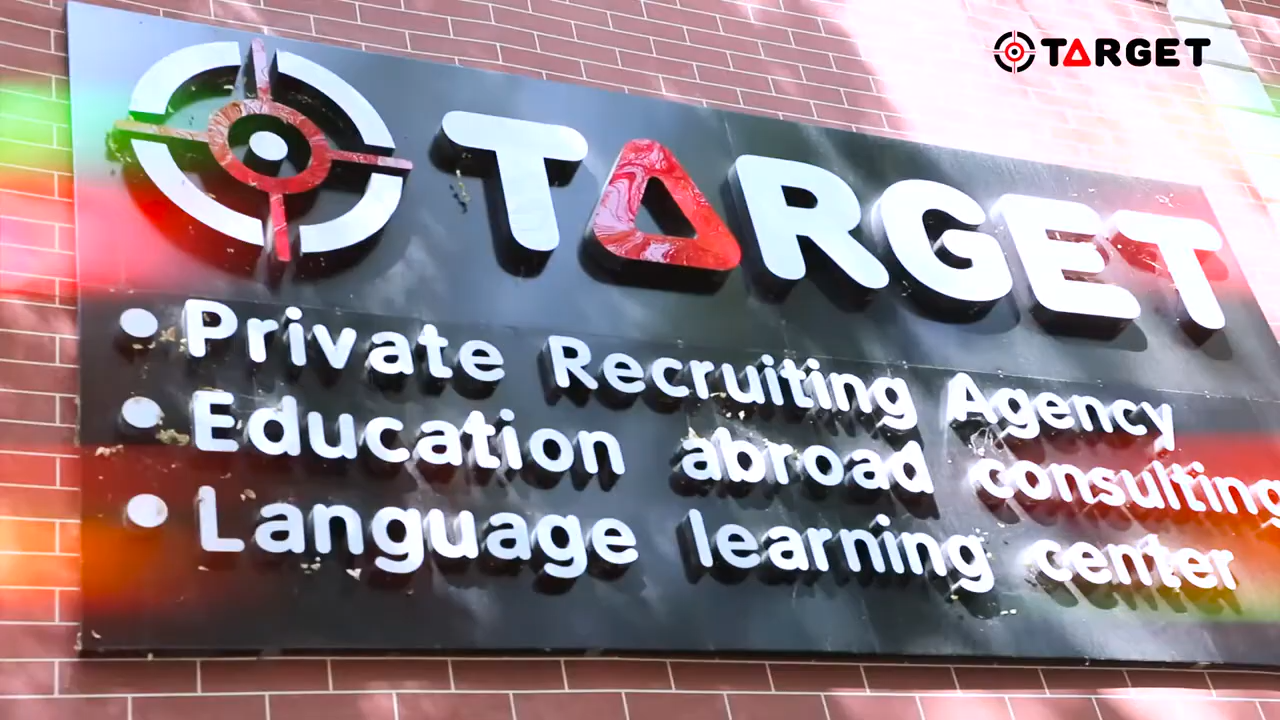 TARGET
TARGET
• Private Recruiting Agency
• Education abroad consulting
• Language learning center